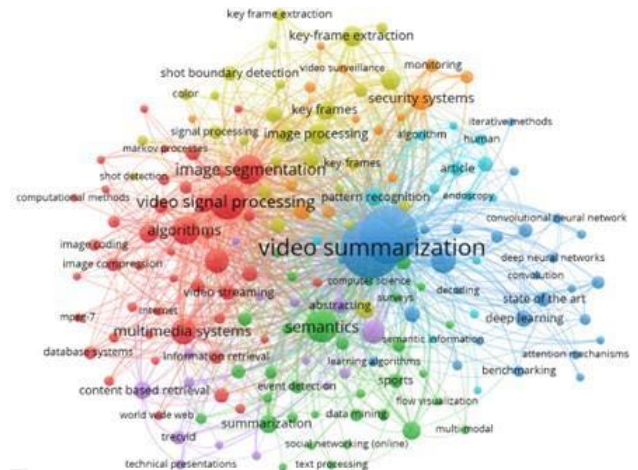 key frame extraction
key-frame extraction
shot boundary detection
video surveillance
monitoring
color
key frames
security systems
signal processing
image processing
algorithm
iterative methods
human
markov processes
shot detection
image segmentation
key-frames
article
computational methods
video signal processing
pattern recognition
endoscopy
algorithms
convolutional neural network
image coding
video summarization
image compression
deep neural networks
computer science
convolution
video streaming
surveys
decoding
state of the art
internet
abstracting
mpeg-7
multimedia systems
semantics
deep learning
semantic information
database systems
information retrieval
learning algorithms
attention mechanisms
content based retrieval
event detection
sports
benchmarking
world wide web
summarization
data mining
flow visualization
trecvid
social networking (online)
multi-modal
technical presentations
text processing